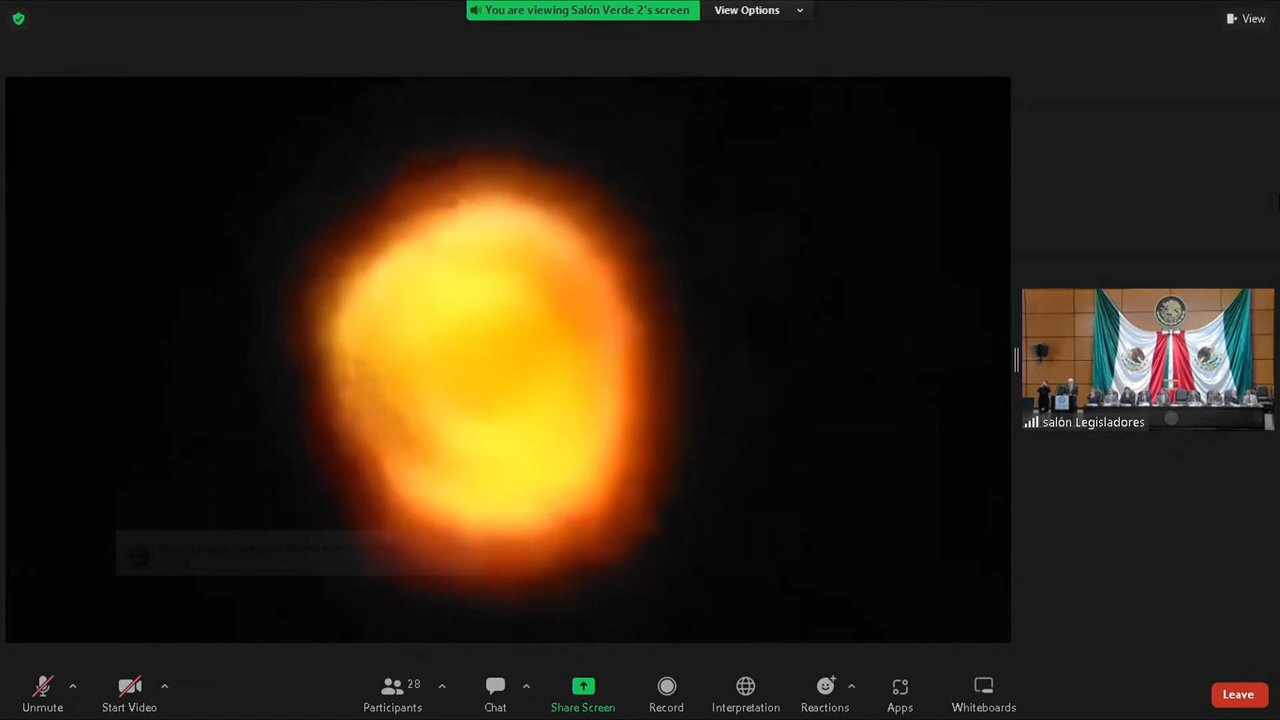 You are viewing Salón Verde 2's screen
View Options
View
salón Legisladores
28
Unmute
Start Video
Participants
Chat
Share Screen
Record
Interpretation
Reactions
Apps
Whiteboards
Leave